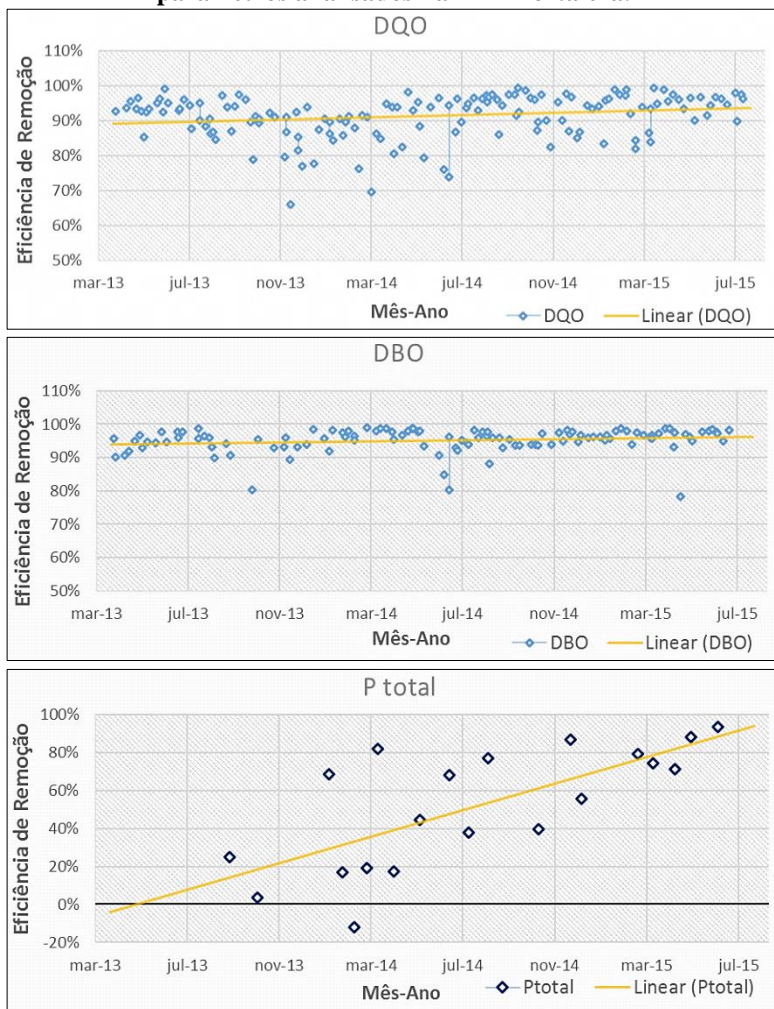 DQO
110%
100%
90%
80%
70%
60%
50%
Eficiência de Remoção
mar-13 jul-13 nov-13 mar-14 jul-14 nov-14 mar-15 jul-15
Mês-Ano
DQO Linear (DQO)
DBO
110%
100%
90%
80%
70%
60%
50%
Eficiência de Remoção
mar-13 jul-13 nov-13 mar-14 jul-14 nov-14 mar-15 jul-15
Mês-Ano
DBO Linear (DBO)
P total
100%
80%
60%
40%
20%
0%
-20%
Eficiência de Remoção
mar-13 jul-13 nov-13 mar-14 jul-14 nov-14 mar-15 jul-15
Mês-Ano
Ptotal Linear (Ptotal)